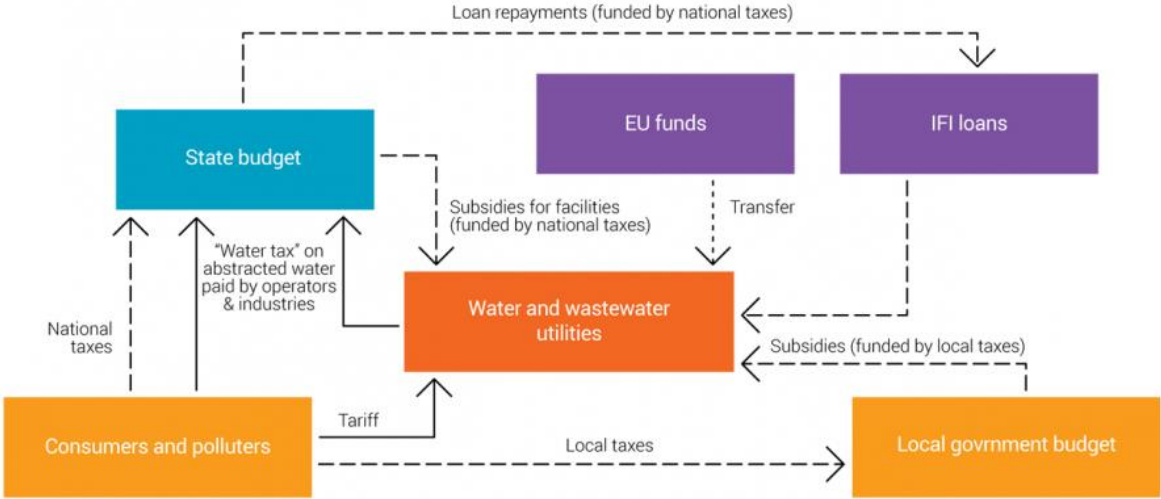 Loan repayments (funded by national taxes)
EU funds
IFI loans
State budget
Subsidies for facilities
(funded by national taxes)
Transfer
"Water tax" on
abstracted water
paid by operators
& industries
Water and wastewater
utilities
National
taxes
Subsidies (funded by local taxes)
Tariff
Consumers and polluters
Local taxes
Local govrnment budget